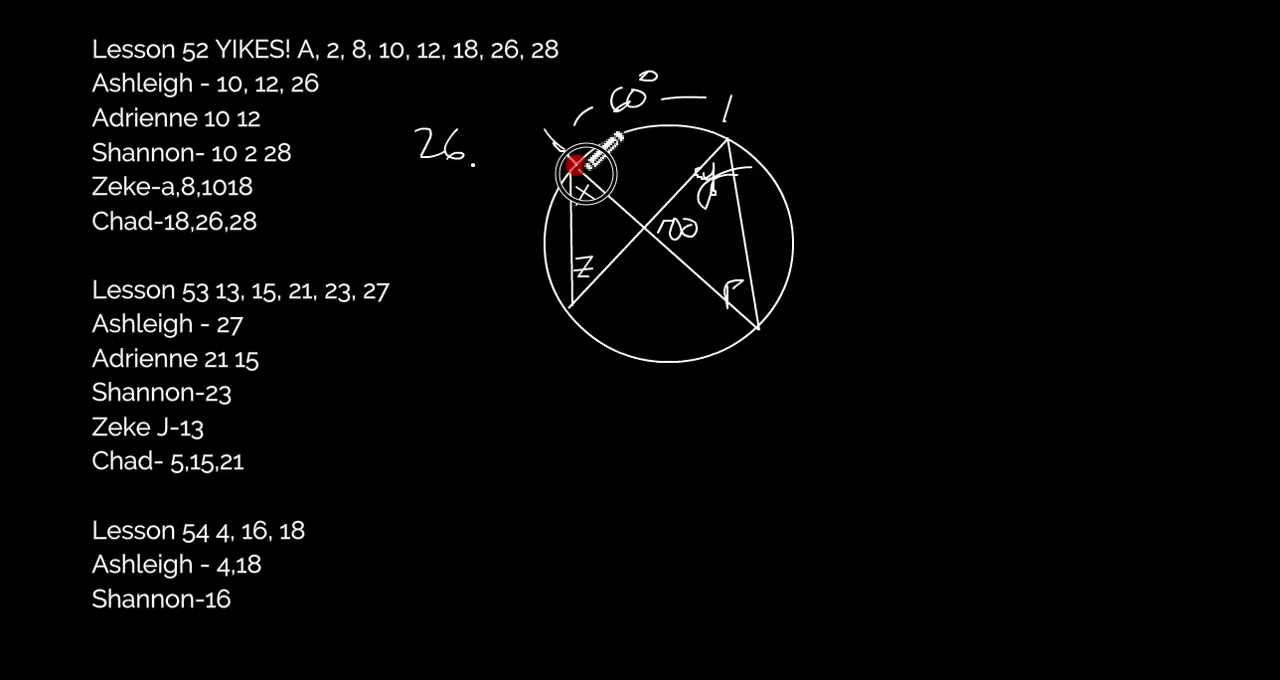 Lesson 52 YIKES! A, 2, 8, 10, 12, 18, 26, 28
Ashleigh - 10, 12, 26
Adrienne 10 12
Shannon- 10 2 28
Zeke-a,8,1018
Chad-18,26,28
Lesson 53 13, 15, 21, 23, 27
Ashleigh - 27
Adrienne 21 15
Shannon-23
Zeke J-13
Chad- 5,15,21
Lesson 54 4, 16, 18
Ashleigh - 4,18
Shannon-16
60°
26.
y
x
100
z
P